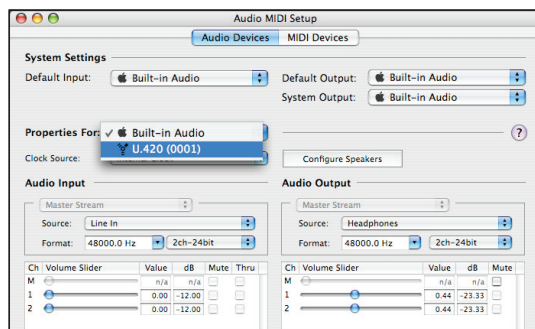 Audio MIDI Setup
Audio Devices MIDI Devices
System Settings
Default Input: Built-in Audio
Default Output: Built-in Audio
System Output: Built-in Audio
Properties For: ✓ Built-in Audio
U.420 (0001)
?
Clock Source:
Configure Speakers
Audio Input
Master Stream
Source: Line In
Format: 48000.0 Hz 2ch-24bit
Ch Volume Slider Value dB Mute Thru
M n/a n/a
1 0.00 -12.00
2 0.00 -12.00
Audio Output
Master Stream
Source: Headphones
Format: 48000.0 Hz 2ch-24bit
Ch Volume Slider Value dB Mute
M n/a n/a
1 0.44 -23.33
2 0.44 -23.33